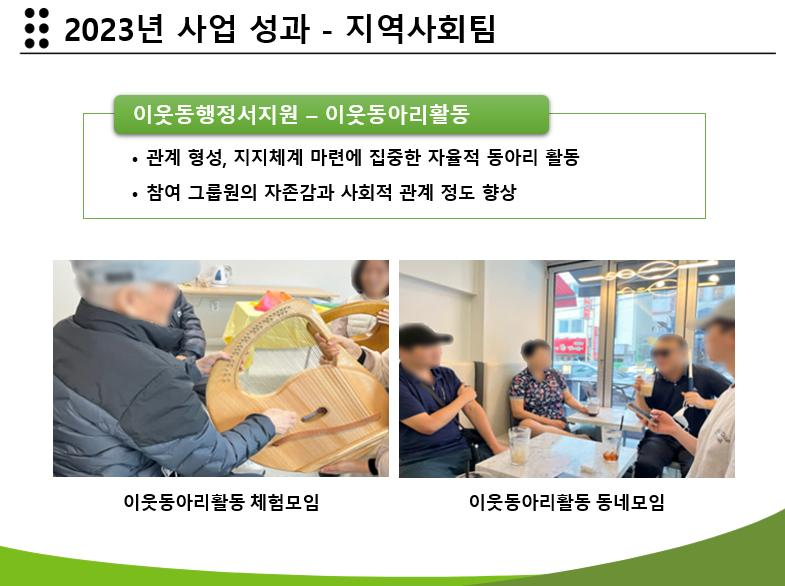 2023년 사업 성과 - 지역사회팀
이웃동행정서지원 – 이웃동아리활동
• 관계 형성, 지지체계 마련에 집중한 자율적 동아리 활동
• 참여 그룹원의 자존감과 사회적 관계 정도 향상
이웃동아리활동 체험모임
이웃동아리활동 동네모임